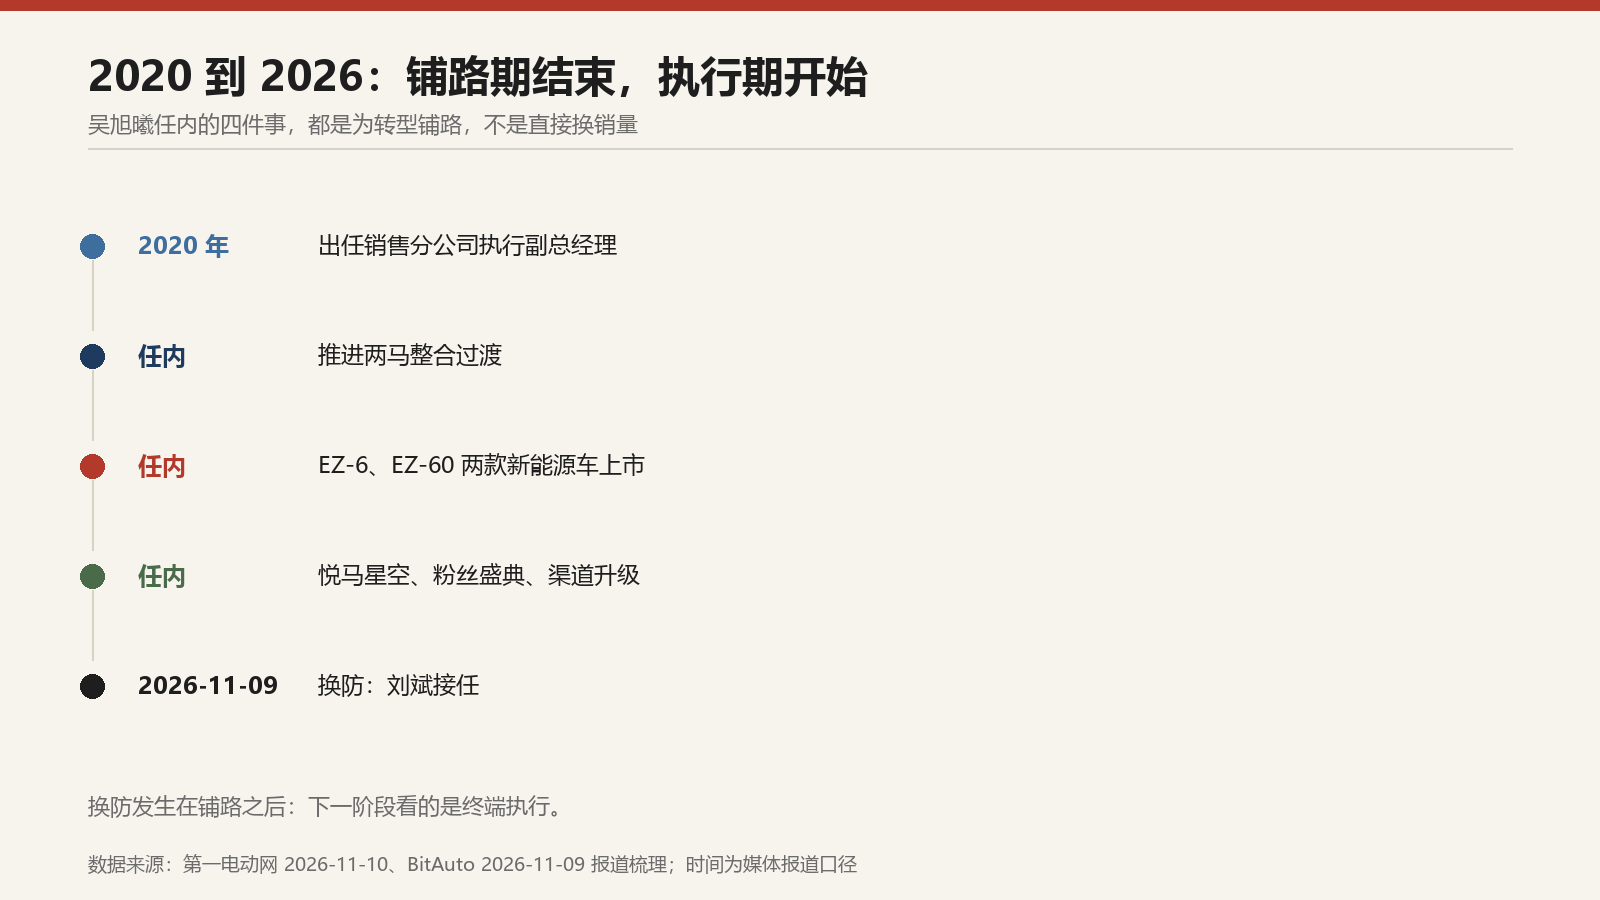 2020 到 2026：铺路期结束，执行期开始
吴旭曦任内的四件事，都是为转型铺路，不是直接换销量
2020 年 出任销售分公司执行副总经理
任内 推进两马整合过渡
任内 EZ-6、EZ-60 两款新能源车上市
任内 悦马星空、粉丝盛典、渠道升级
2026-11-09 换防：刘斌接任
换防发生在铺路之后：下一阶段看的是终端执行。
数据来源：第一电动网 2026-11-10、BitAuto 2026-11-09 报道梳理；时间为媒体报道口径